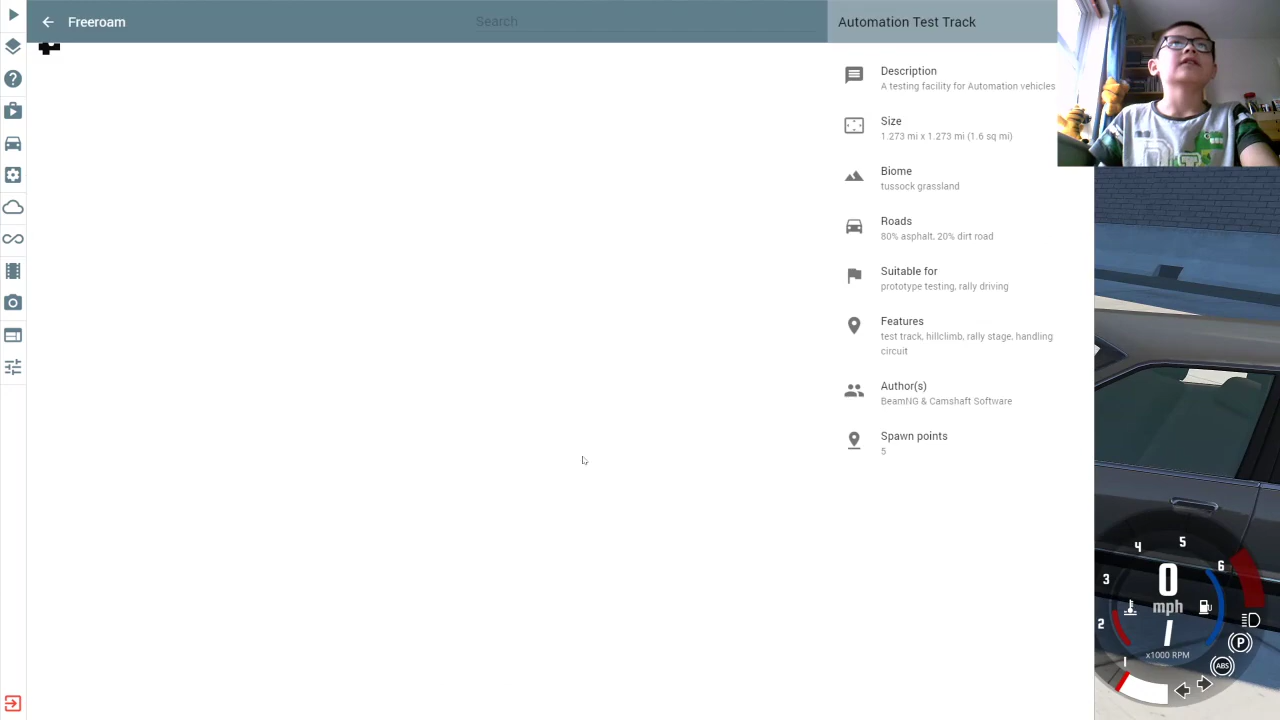 Freeroam
Search
Automation Test Track
Description
A testing facility for Automation vehicles
Size
1.273 mi x 1.273 mi (1.6 sq mi)
Biome
tussock grassland
Roads
80% asphalt, 20% dirt road
Suitable for
prototype testing, rally driving
Features
test track, hillclimb, rally stage, handling
circuit
Author(s)
BeamNG & Camshaft Software
Spawn points
5
5
4
6
3
0
mph
2
1
x1000 RPM
1
P
ABS